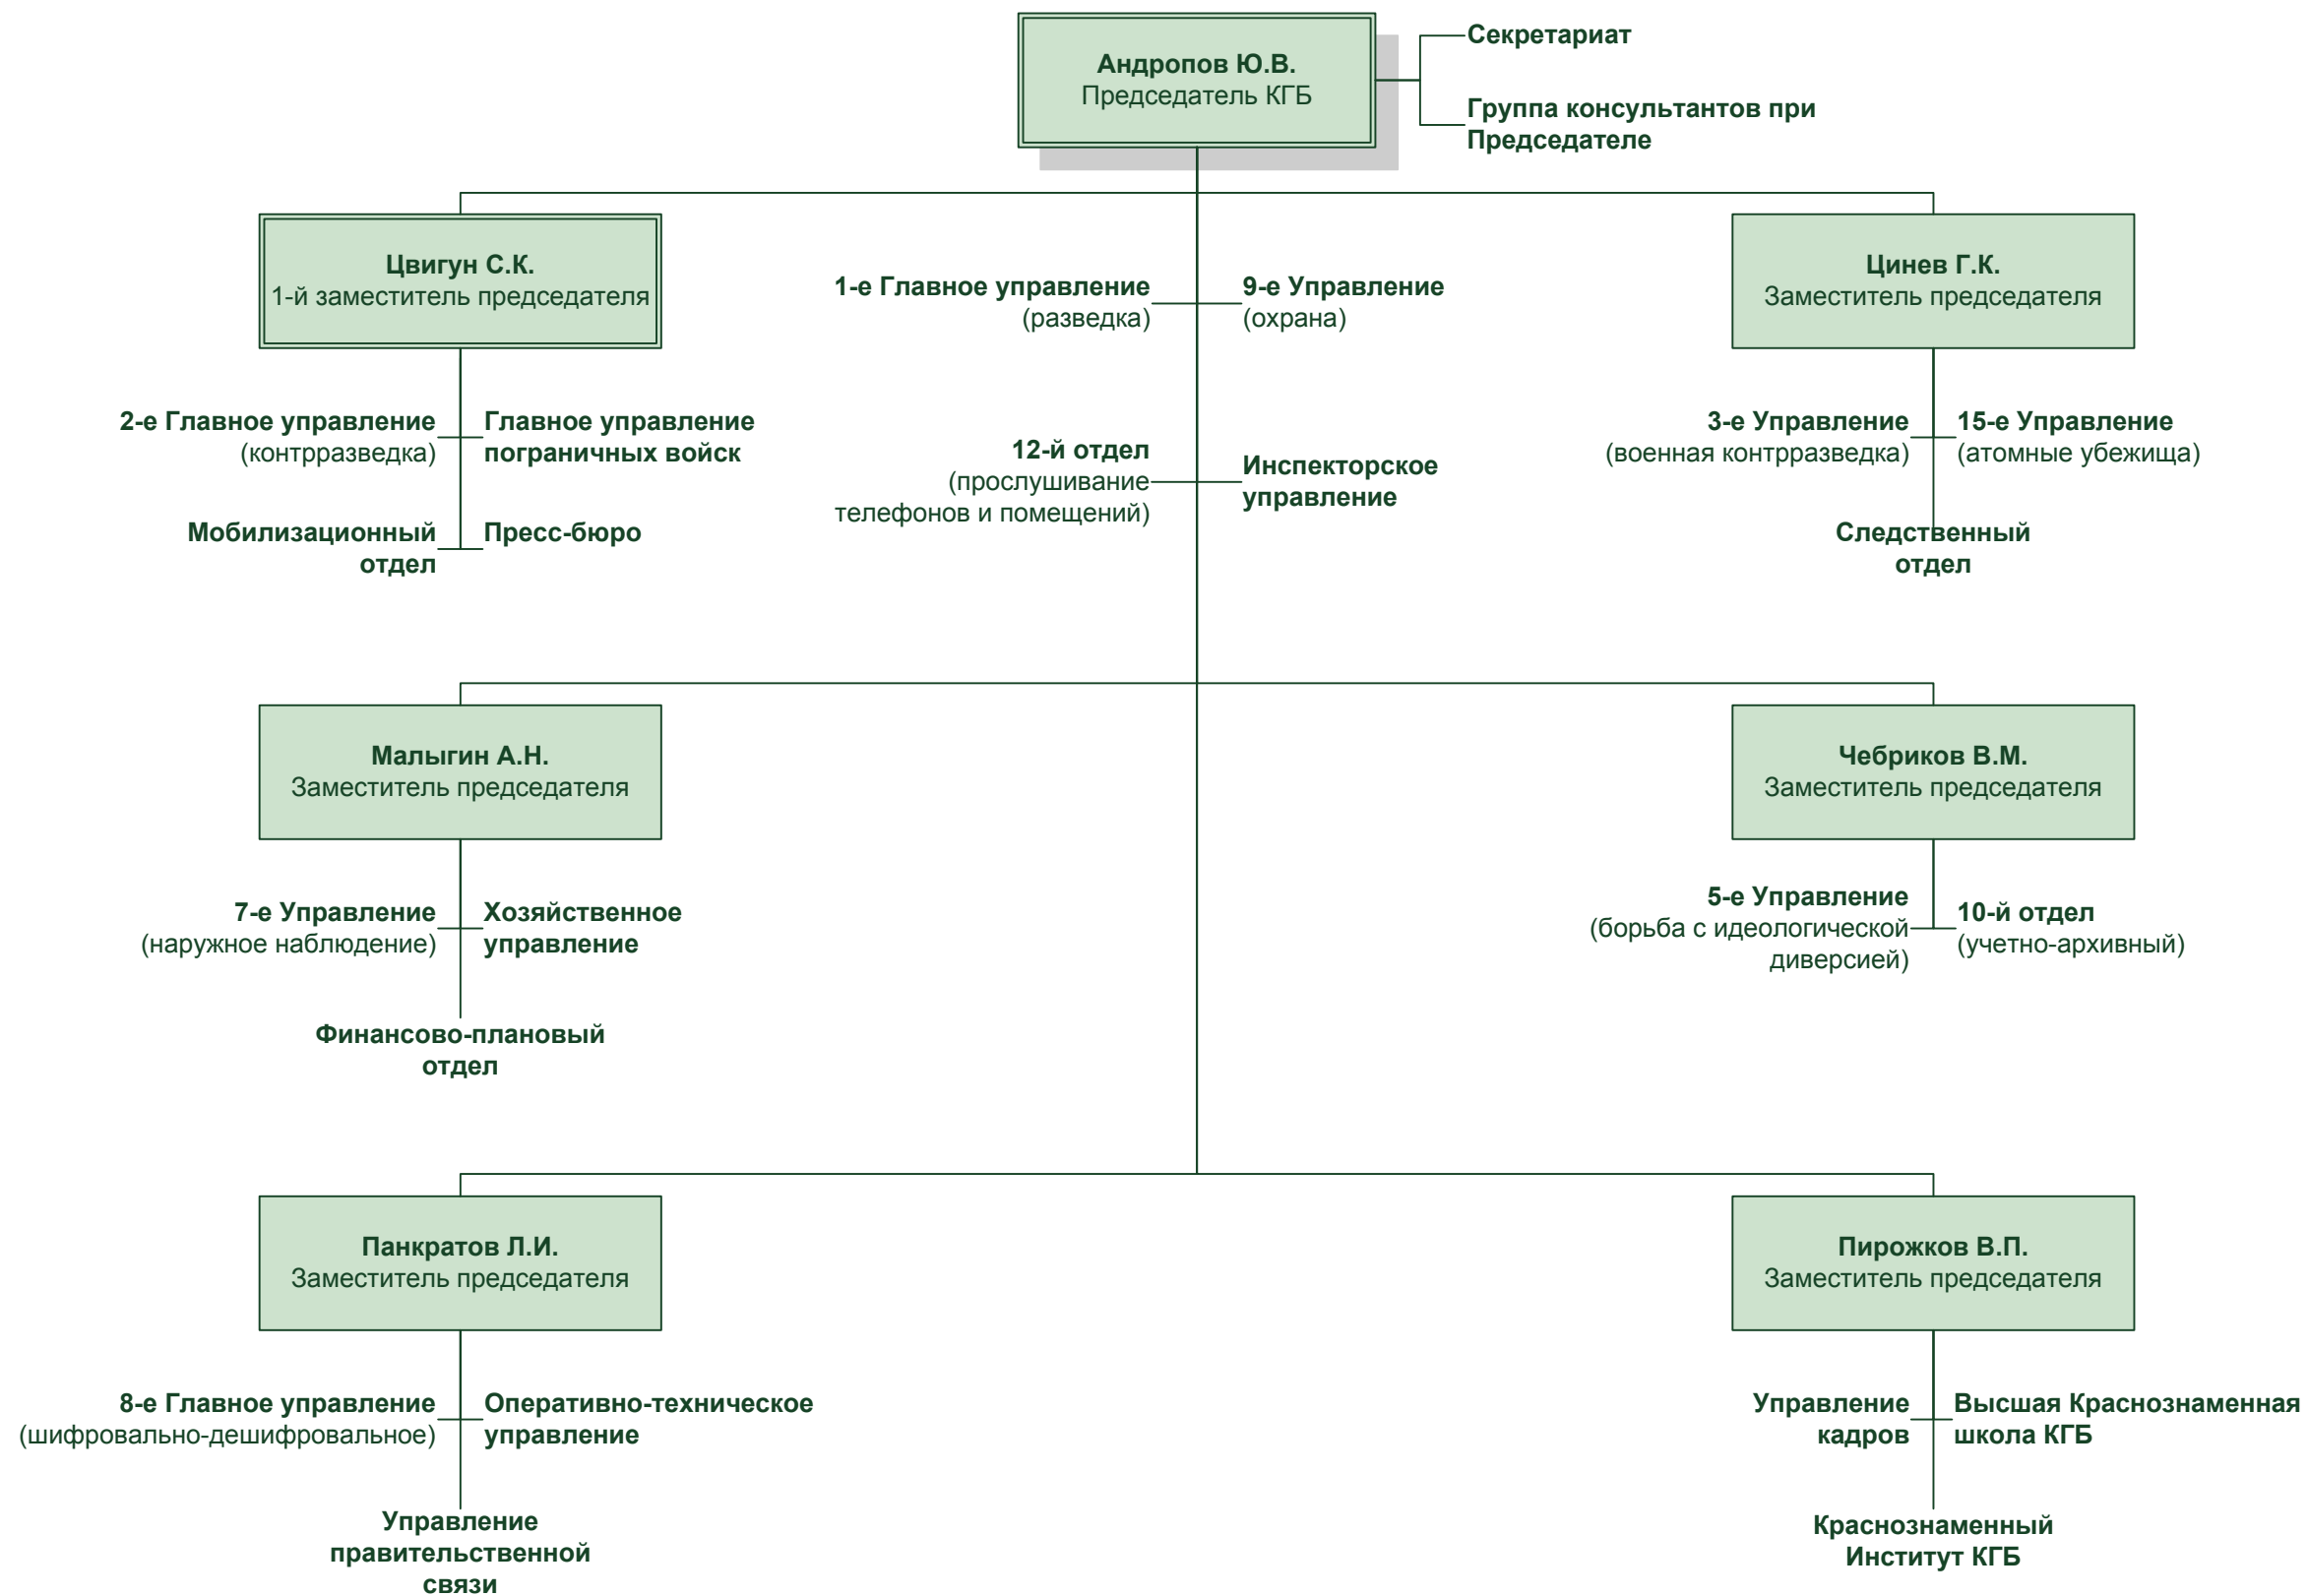 Андропов Ю.В.
Председатель КГБ
Секретариат
Группа консультантов при
Председателе
Цвигун С.К.
1-й заместитель председателя
1-е Главное управление
(разведка)
9-е Управление
(охрана)
Цинев Г.К.
Заместитель председателя
2-е Главное управление
(контрразведка)
Главное управление
пограничных войск
12-й отдел
(прослушивание
телефонов и помещений)
Инспекторское
управление
3-е Управление
(военная контрразведка)
15-е Управление
(атомные убежища)
Мобилизационный
отдел
Пресс-бюро
Следственный
отдел
Малыгин А.Н.
Заместитель председателя
Чебриков В.М.
Заместитель председателя
7-е Управление
(наружное наблюдение)
Хозяйственное
управление
5-е Управление
(борьба с идеологической
диверсией)
10-й отдел
(учетно-архивный)
Финансово-плановый
отдел
Панкратов Л.И.
Заместитель председателя
Пирожков В.П.
Заместитель председателя
8-е Главное управление
(шифровально-дешифровальное)
Оперативно-техническое
управление
Управление
кадров
Высшая Краснознаменная
школа КГБ
Управление
правительственной
связи
Краснознаменный
Институт КГБ